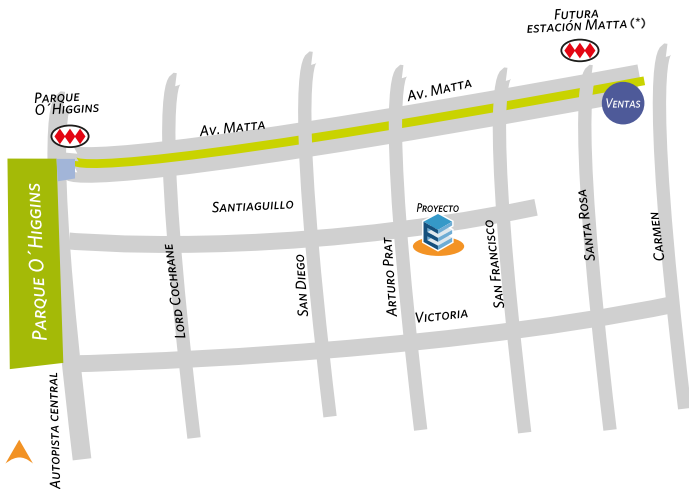 Futura
estación Matta (*)
Parque
O´Higgins
Av. Matta
Av. Matta
Ventas
Santiaguillo
Proyecto
Parque O´Higgins
Lord Cochrane
San Diego
Arturo Prat
San Francisco
Santa Rosa
Carmen
Victoria
Autopista central